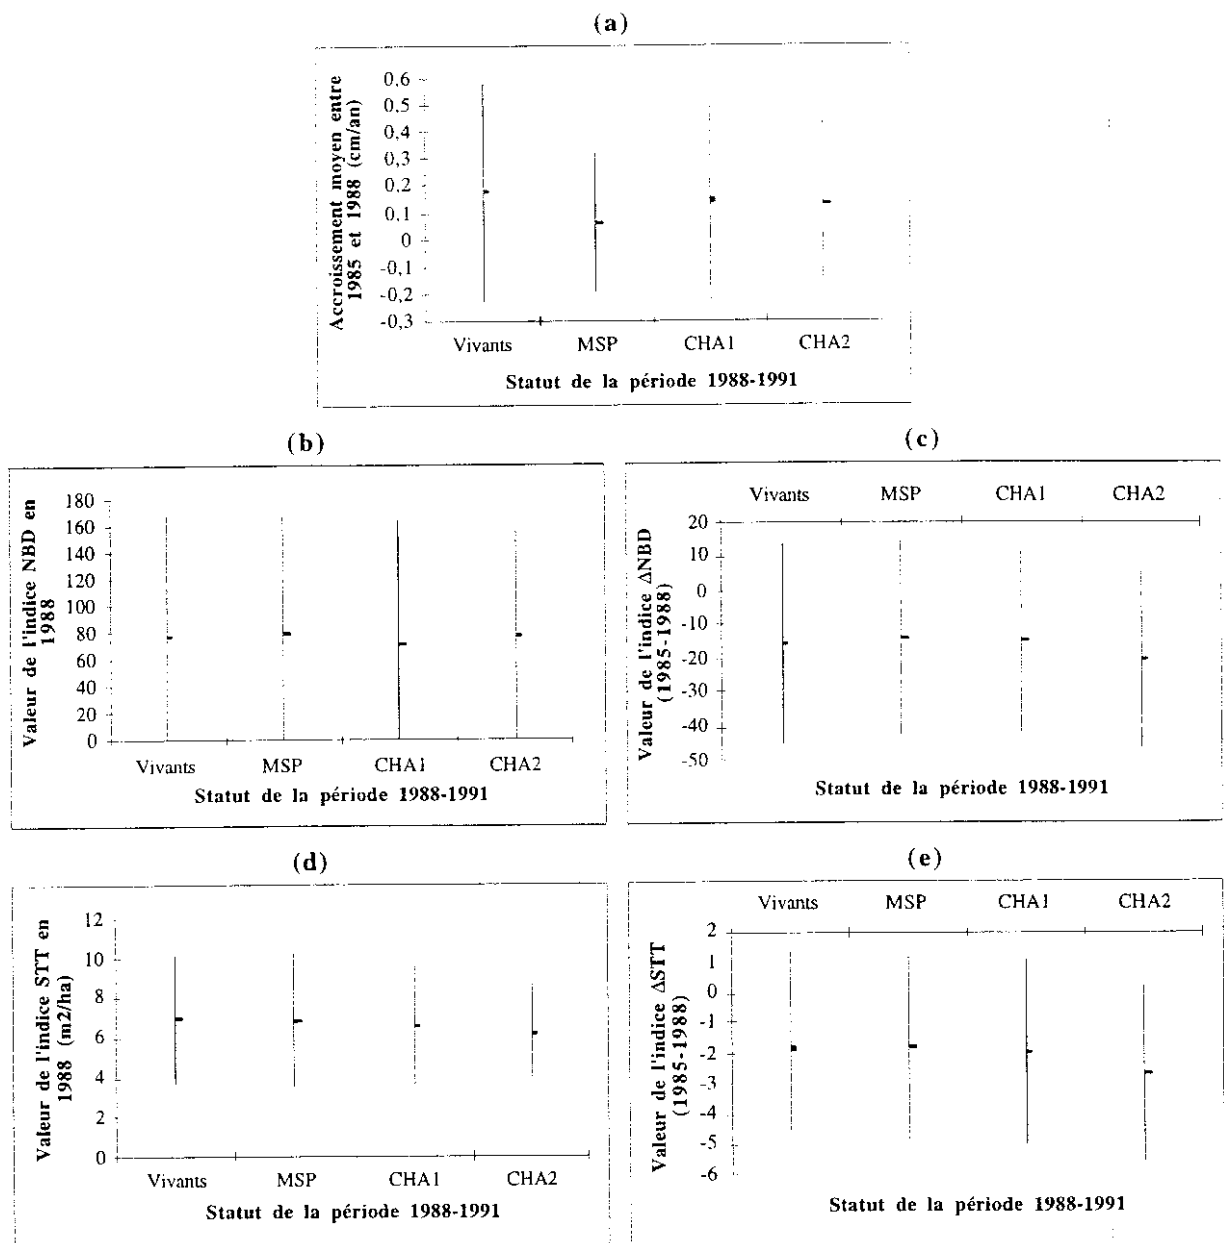 (a)
Accroissement moyen entre
1985 et 1988 (cm/an)
0,6
0,5
0,4
0,3
0,2
0,1
0
-0,1
-0,2
-0,3
Vivants MSP CHA1 CHA2
Statut de la période 1988-1991
(b)
Valeur de l'indice NBD en
1988
180
160
140
120
100
80
60
40
20
0
Vivants MSP CHA1 CHA2
Statut de la période 1988-1991
(c)
Vivants MSP CHA1 CHA2
Valeur de l'indice ΔNBD
(1985-1988)
20
10
0
-10
-20
-30
-40
-50
Statut de la période 1988-1991
(d)
Valeur de l'indice STT en
1988 (m2/ha)
12
10
8
6
4
2
0
Vivants MSP CHA1 CHA2
Statut de la période 1988-1991
(e)
Vivants MSP CHA1 CHA2
Valeur de l'indice ΔSTT
(1985-1988)
2
1
0
-1
-2
-3
-4
-5
-6
Statut de la période 1988-1991